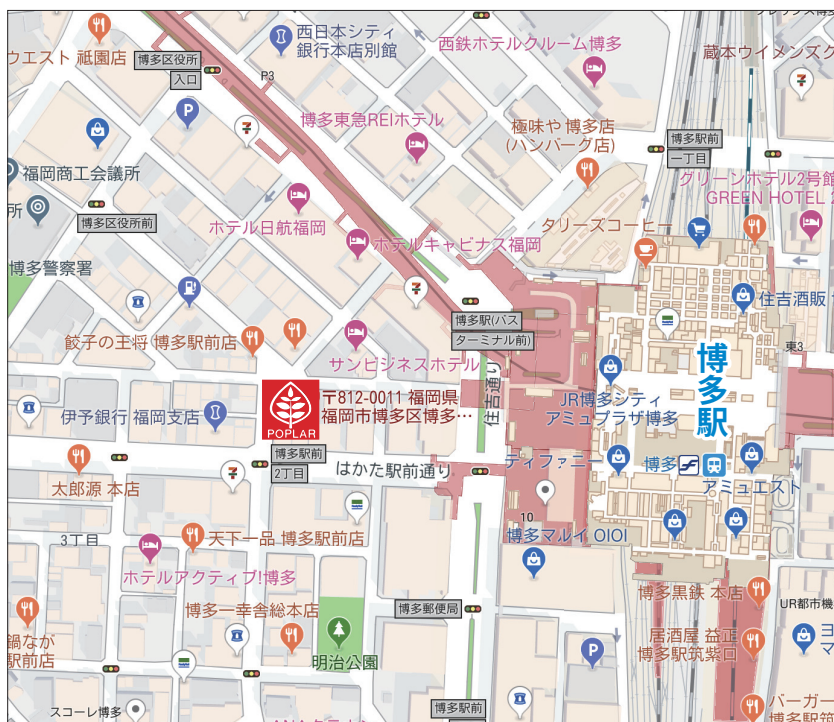 西日本シティ
銀行本店別館
西鉄ホテルクルーム博多
ウエスト 祗園店
博多区役所
入口
P3
蔵本ウイメンズク
博多東急REIホテル
極味や 博多店
(ハンバーグ店)
博多駅前
一丁目
福岡商工会議所
グリーンホテル2号館
GREEN HOTEL 2
所
博多区役所前
ホテル日航福岡
ホテルキャビナス福岡
タリーズコーヒー
博多警察署
住吉酒販
博多駅(バス
ターミナル前)
餃子の王将 博多駅前店
サンビジネスホテル
住吉通り
東3
博多駅
〒812-0011 福岡県
福岡市博多区博多…
POPLAR
JR博多シティ
アミュプラザ博多
伊予銀行 福岡支店
博多駅前
2丁目
はかた駅前通り
ティファニー
博多
アミュエスト
太郎源 本店
10
3丁目
天下一品 博多駅前店
博多マルイ OIOI
ホテルアクティブ!博多
博多黒鉄 本店
UR都市機
博多一幸舎総本店
博多郵便局
鍋なが
駅前店
居酒屋 益正
博多駅筑紫口
ヨ
マ
明治公園
スコーレ博多
博多駅前
バーガー
博多駅筑